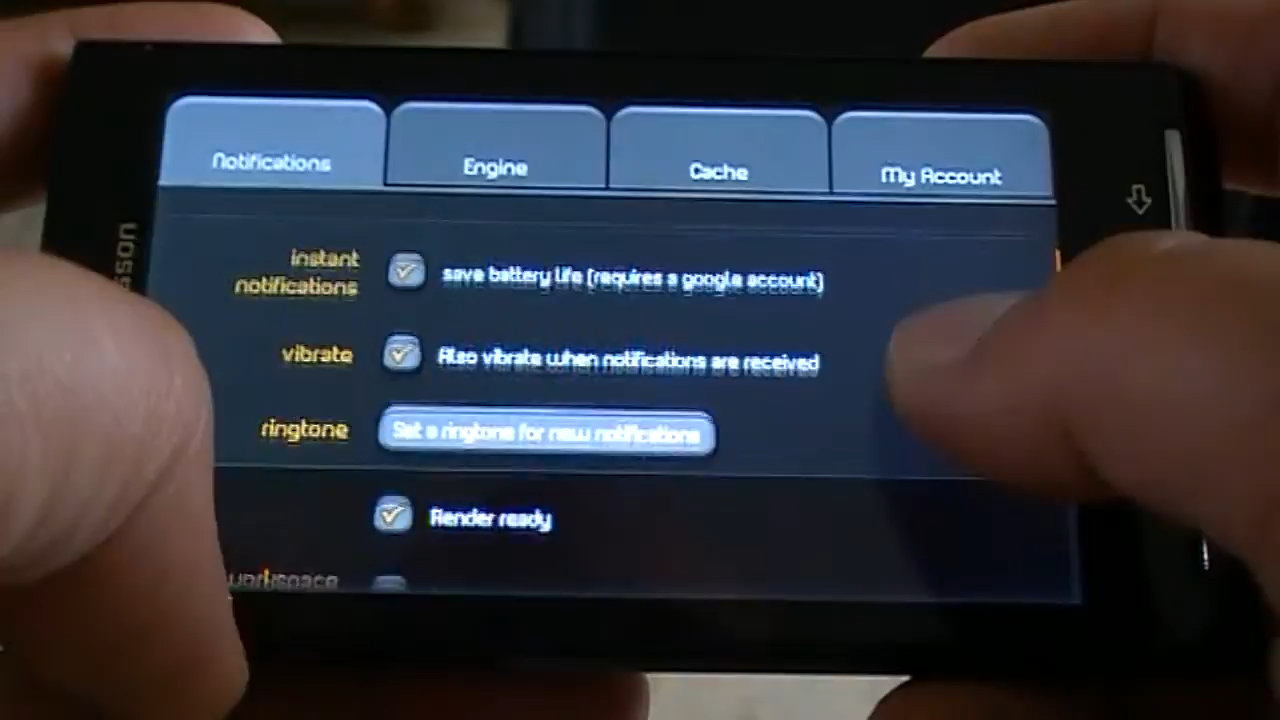 Notifications
Engine
Cache
My Account
instant
notifications
save battery life (requires a google account)
vibrate
Also vibrate when notifications are received
ringtone
Set a ringtone for new notifications
Render ready
workspace
sson